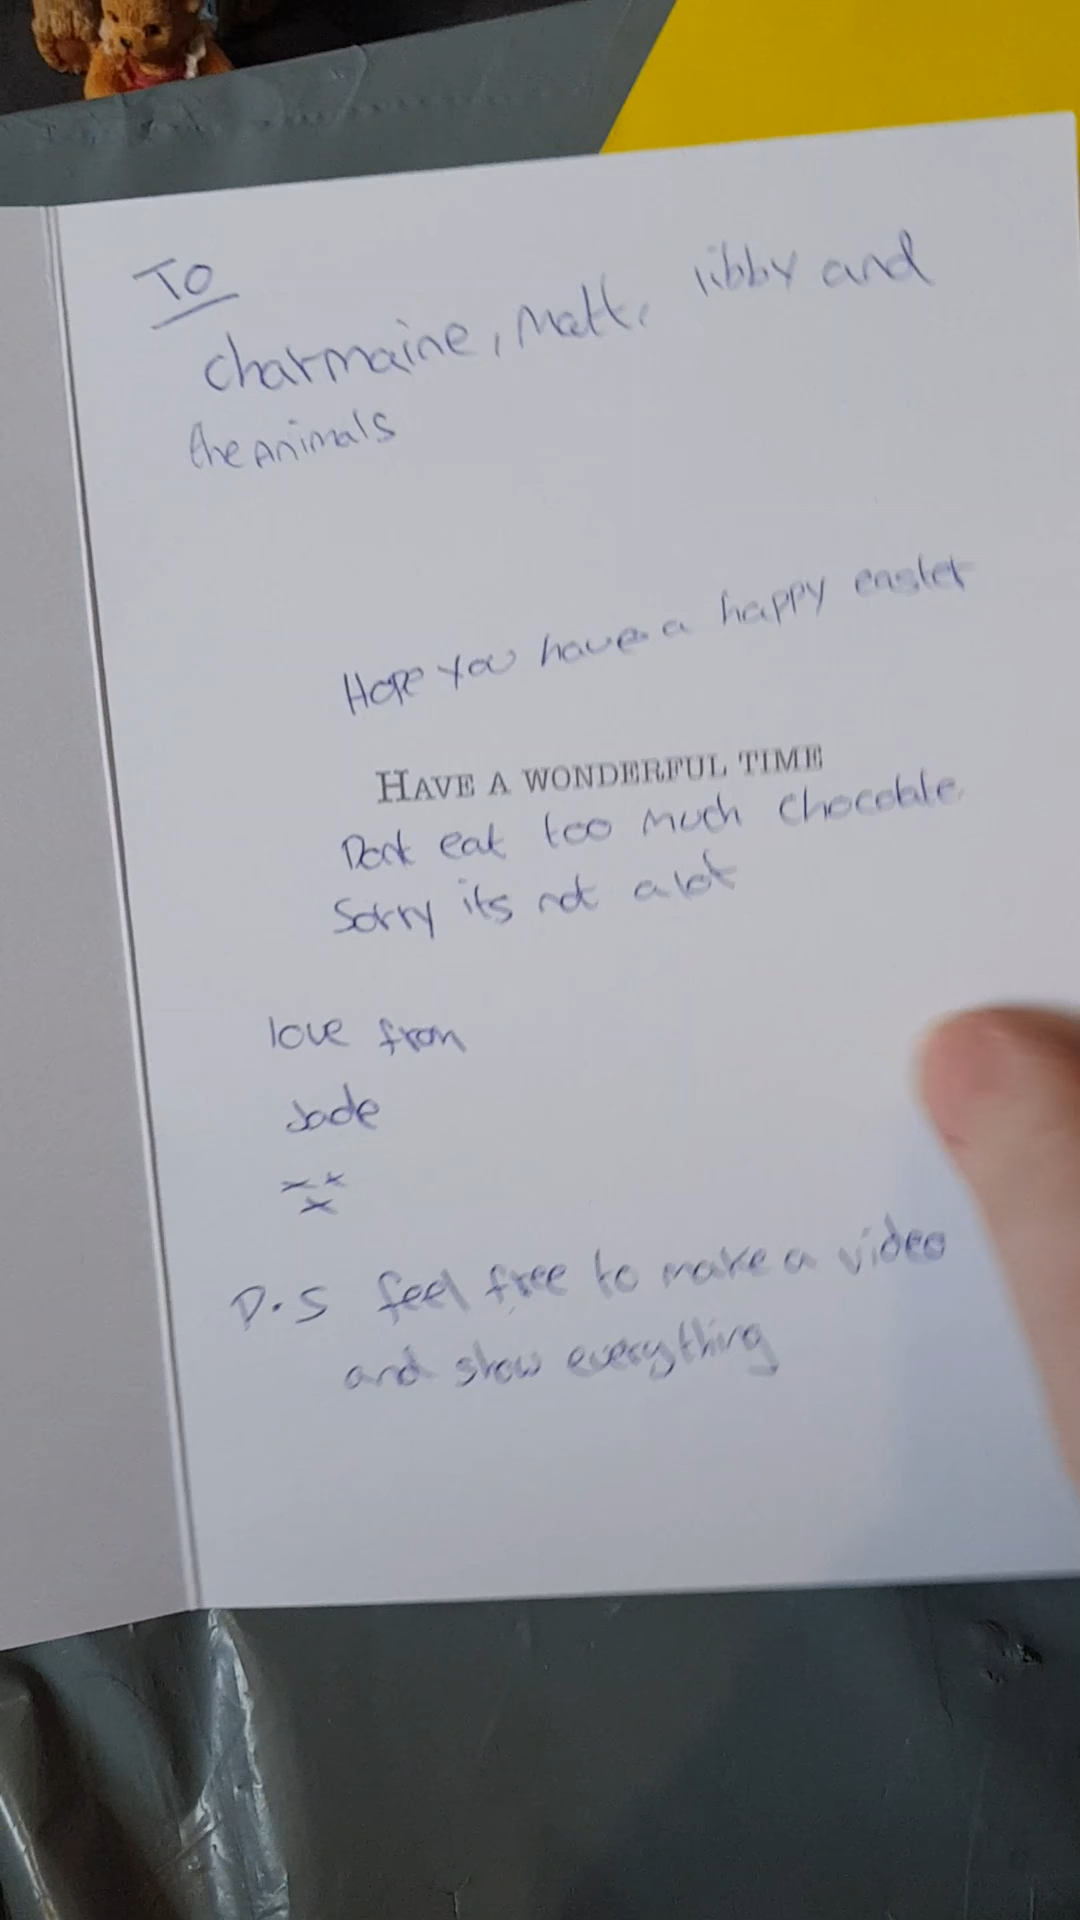 To
charmaine, Matt, libby and
the Animals
Hope you have a happy easter
HAVE A WONDERFUL TIME
Dont eat too much chocolate.
Sorry its not a lot
love from
Jade
x x
x
P.S feel free to make a video
and show everything